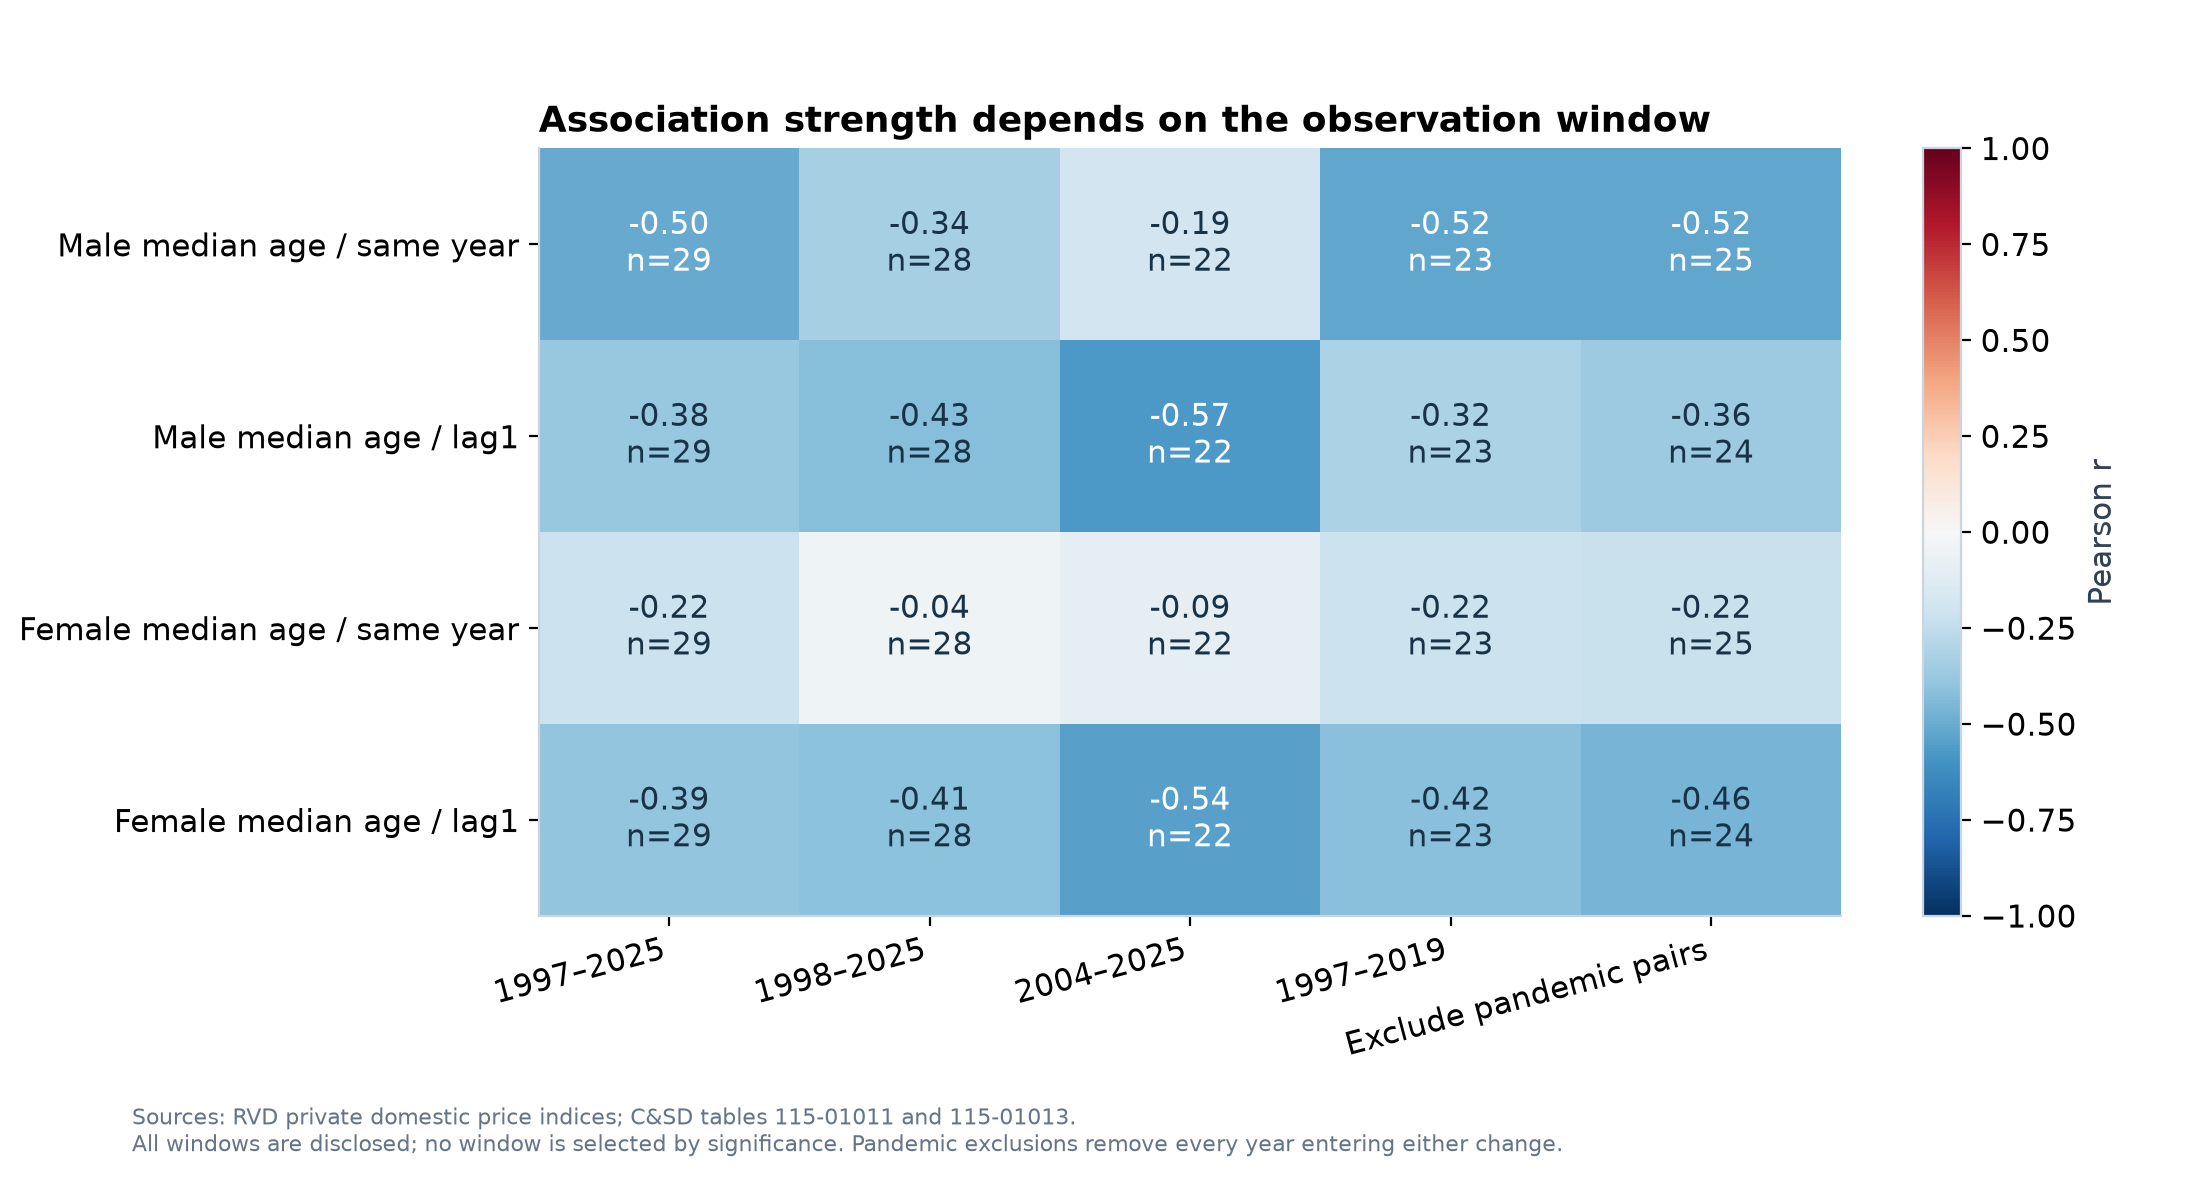 Association strength depends on the observation window
Male median age / same year
-0.50
n=29
-0.34
n=28
-0.19
n=22
-0.52
n=23
-0.52
n=25
Male median age / lag1
-0.38
n=29
-0.43
n=28
-0.57
n=22
-0.32
n=23
-0.36
n=24
Female median age / same year
-0.22
n=29
-0.04
n=28
-0.09
n=22
-0.22
n=23
-0.22
n=25
Female median age / lag1
-0.39
n=29
-0.41
n=28
-0.54
n=22
-0.42
n=23
-0.46
n=24
1997–2025
1998–2025
2004–2025
1997–2019
Exclude pandemic pairs
1.00
0.75
0.50
0.25
0.00
−0.25
−0.50
−0.75
−1.00
Pearson r
Sources: RVD private domestic price indices; C&SD tables 115-01011 and 115-01013.
All windows are disclosed; no window is selected by significance. Pandemic exclusions remove every year entering either change.